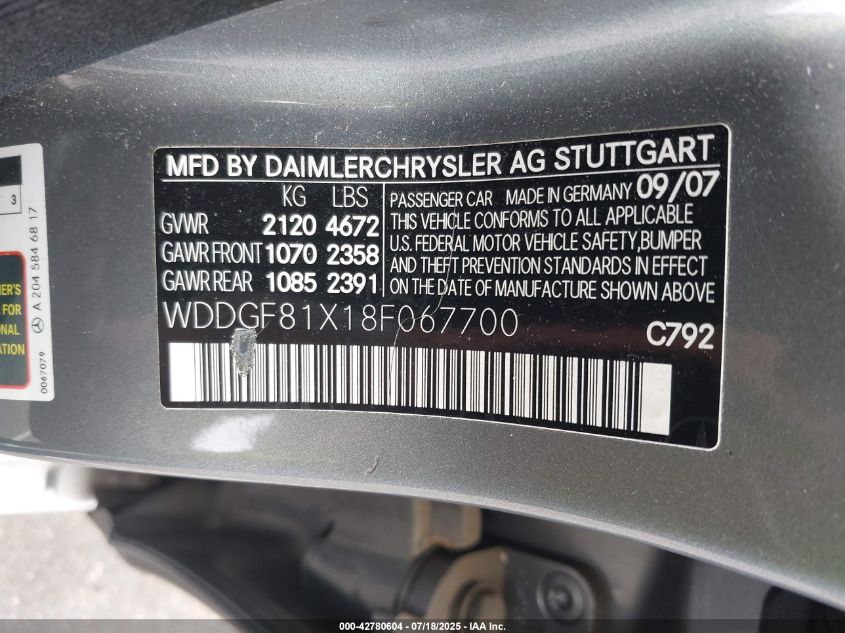 MFD BY DAIMLERCHRYSLER AG STUTTGART
KG LBS
GVWR 2120 4672
GAWR FRONT 1070 2358
GAWR REAR 1085 2391
PASSENGER CAR MADE IN GERMANY 09/07
THIS VEHICLE CONFORMS TO ALL APPLICABLE
U.S. FEDERAL MOTOR VEHICLE SAFETY,BUMPER
AND THEFT PREVENTION STANDARDS IN EFFECT
ON THE DATE OF MANUFACTURE SHOWN ABOVE
WDDGF81X18F067700
C792
3
A 204 584 68 17
0067079
FOR
000-42780604 - 07/18/2025 - IAA Inc.